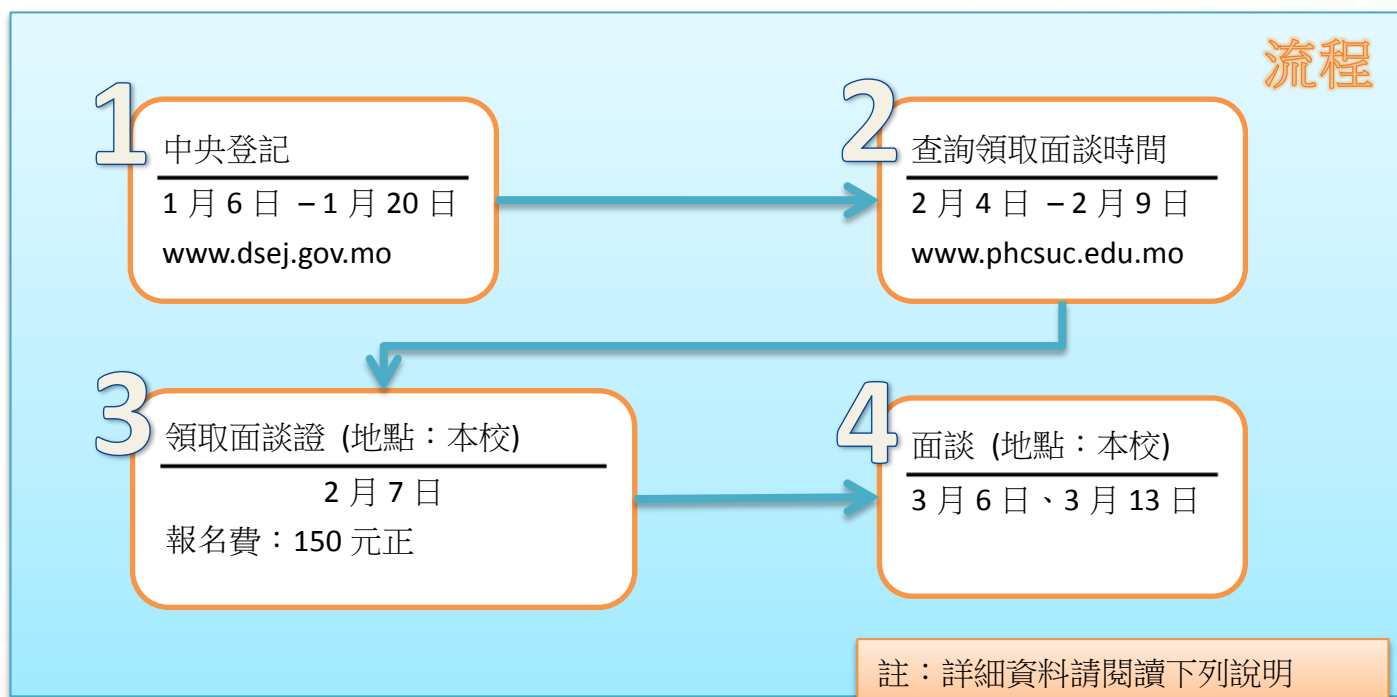 流程
1
中央登記
1 月 6 日 – 1 月 20 日
www.dsej.gov.mo
2
查詢領取面談時間
2 月 4 日 – 2 月 9 日
www.phcsuc.edu.mo
3
領取面談證 (地點：本校)
2 月 7 日
報名費：150 元正
4
面談 (地點：本校)
3 月 6 日、3 月 13 日
註：詳細資料請閱讀下列說明